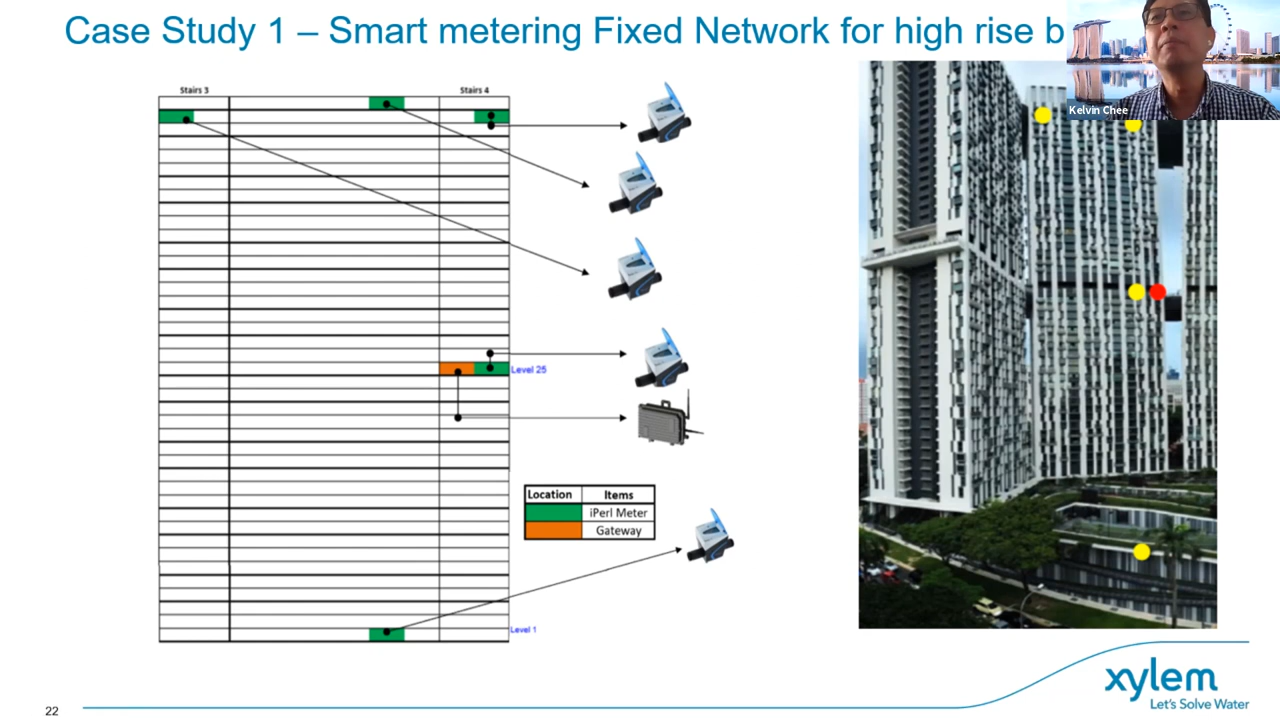 Case Study 1 – Smart metering Fixed Network for high rise b
Kelvin Chee
Stairs 3
Stairs 4
Level 25
Location Items
iPerl Meter
Gateway
Level 1
xylem
Let's Solve Water
22